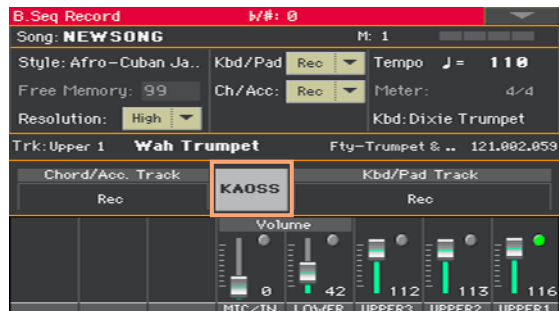 B.Seq Record b/#: 0
Song: NEWSONG M: 1
Style: Afro-Cuban Ja.. Kbd/Pad Rec Tempo ♩= 110
Free Memory: 99 Ch/Acc: Rec Meter: 4/4
Resolution: High Kbd: Dixie Trumpet
Trk: Upper 1 Wah Trumpet Fty-Trumpet & .. 121.002.059
Chord/Acc. Track KAOSS Kbd/Pad Track
Rec Rec
Volume
0 42 112 113 116
MIC/IN LOWER UPPER3 UPPER2 UPPER1